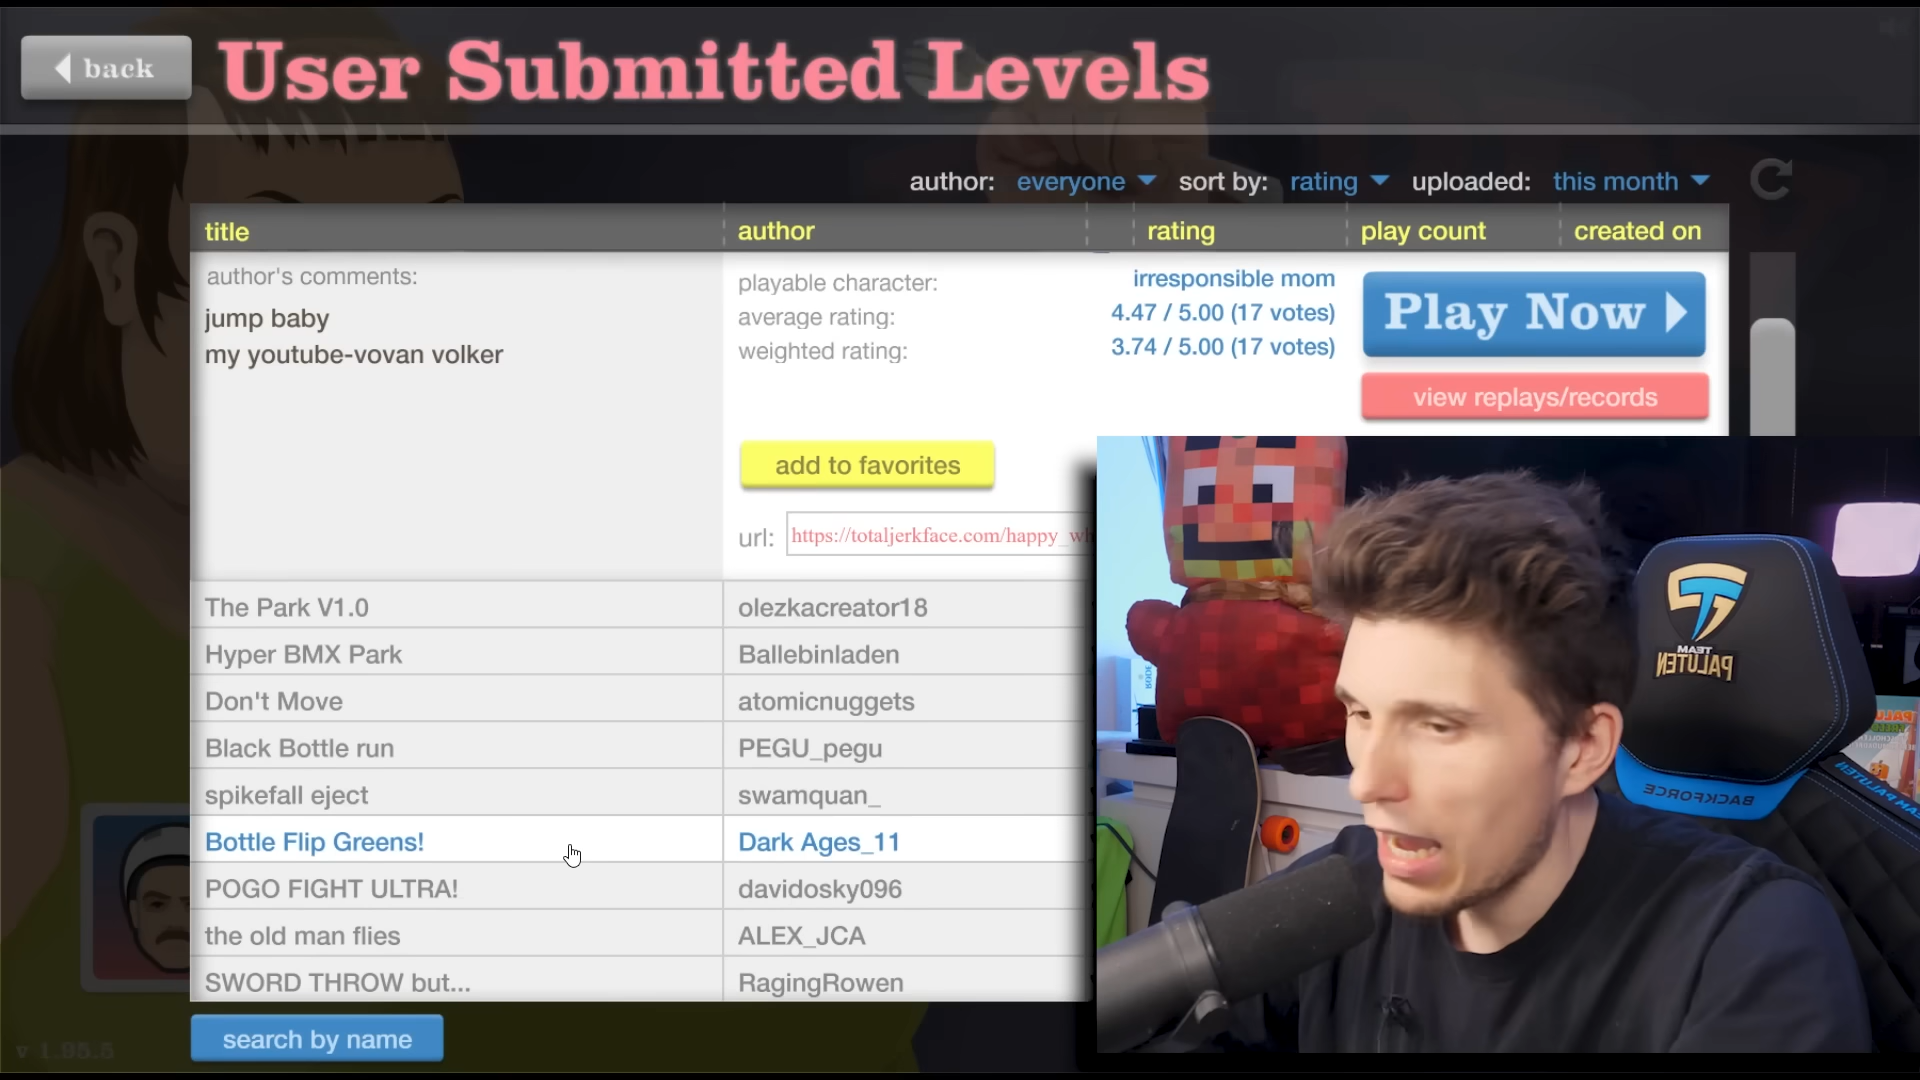 back
User Submitted Levels
author: everyone sort by: rating uploaded: this month
title author rating play count created on
author's comments:
jump baby
my youtube-vovan volker
playable character: irresponsible mom
average rating: 4.47 / 5.00 (17 votes)
weighted rating: 3.74 / 5.00 (17 votes)
Play Now
view replays/records
add to favorites
url: https://totaljerkface.com/happy_wh
The Park V1.0 olezkacreator18
Hyper BMX Park Ballebinladen
Don't Move atomicnuggets
Black Bottle run PEGU_pegu
spikefall eject swamquan_
Bottle Flip Greens! Dark Ages_11
POGO FIGHT ULTRA! davidosky096
the old man flies ALEX_JCA
SWORD THROW but... RagingRowen
search by name
v 1.95.5
TEAM
PALUTEN
BACKFORCE